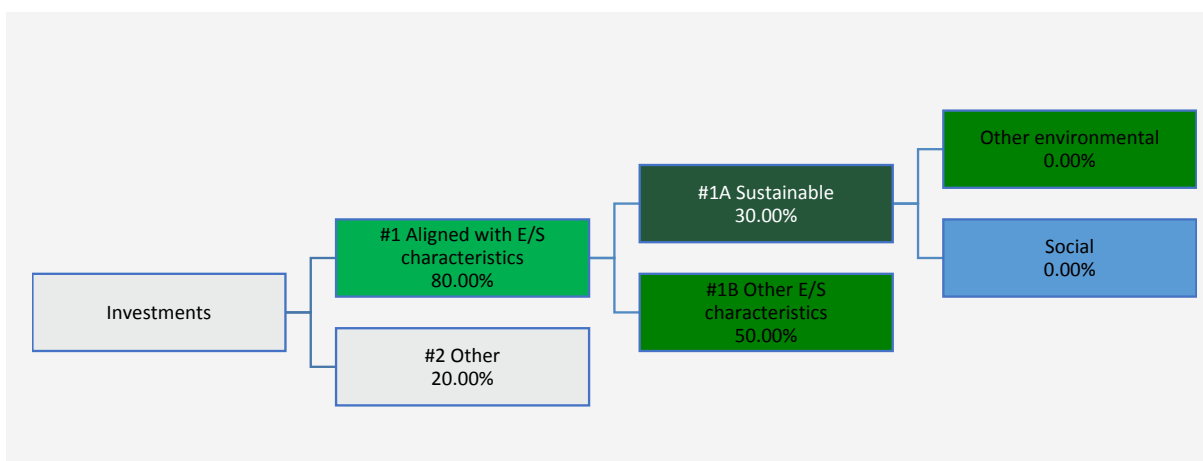 Investments
#1 Aligned with E/S
characteristics
80.00%
#2 Other
20.00%
#1A Sustainable
30.00%
#1B Other E/S
characteristics
50.00%
Other environmental
0.00%
Social
0.00%